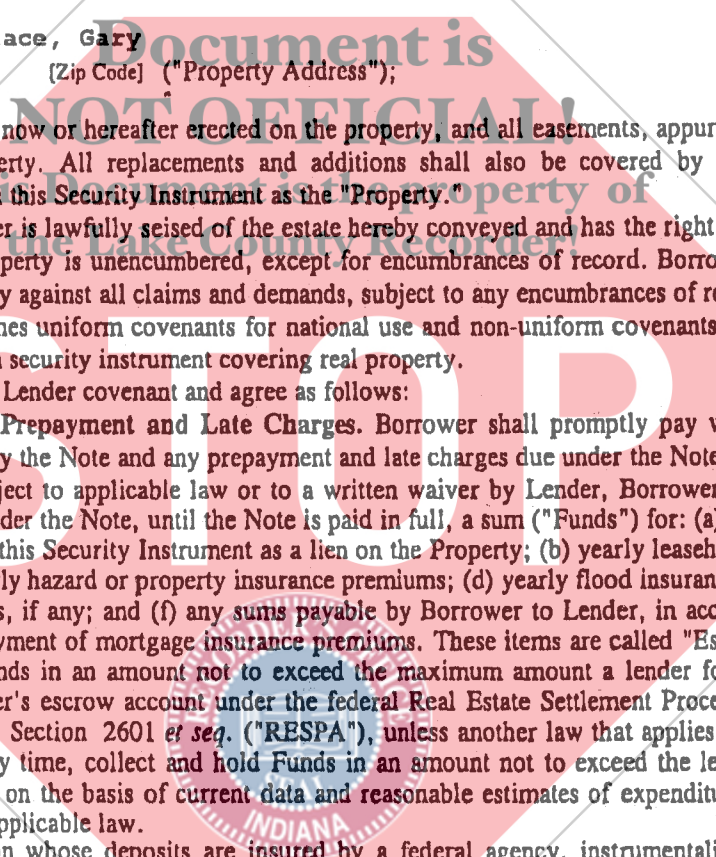 ace, Gary
[Zip Code] ("Property Address");
Document is
NOT OFFICIAL!
now or hereafter erected on the property, and all easements, appur
erty. All replacements and additions shall also be covered by
this Security Instrument as the "Property."
Document is the property of
er is lawfully seised of the estate hereby conveyed and has the right
the Lake County Recorder!
operty is unencumbered, except for encumbrances of record. Borro
y against all claims and demands, subject to any encumbrances of re
nes uniform covenants for national use and non-uniform covenants
security instrument covering real property.
Lender covenant and agree as follows:
STOP
Prepayment and Late Charges. Borrower shall promptly pay
y the Note and any prepayment and late charges due under the Note
ject to applicable law or to a written waiver by Lender, Borrower
der the Note, until the Note is paid in full, a sum ("Funds") for: (a)
this Security Instrument as a lien on the Property; (b) yearly leaseh
ly hazard or property insurance premiums; (d) yearly flood insuran
s, if any; and (f) any sums payable by Borrower to Lender, in acc
yment of mortgage insurance premiums. These items are called "Es
nds in an amount not to exceed the maximum amount a lender fo
er's escrow account under the federal Real Estate Settlement Proce
Section 2601 et seq. ("RESPA"), unless another law that applies
y time, collect and hold Funds in an amount not to exceed the le
on the basis of current data and reasonable estimates of expenditu
pplicable law.
SEAL
INDIANA
n whose deposits are insured by a federal agency, instrumentali